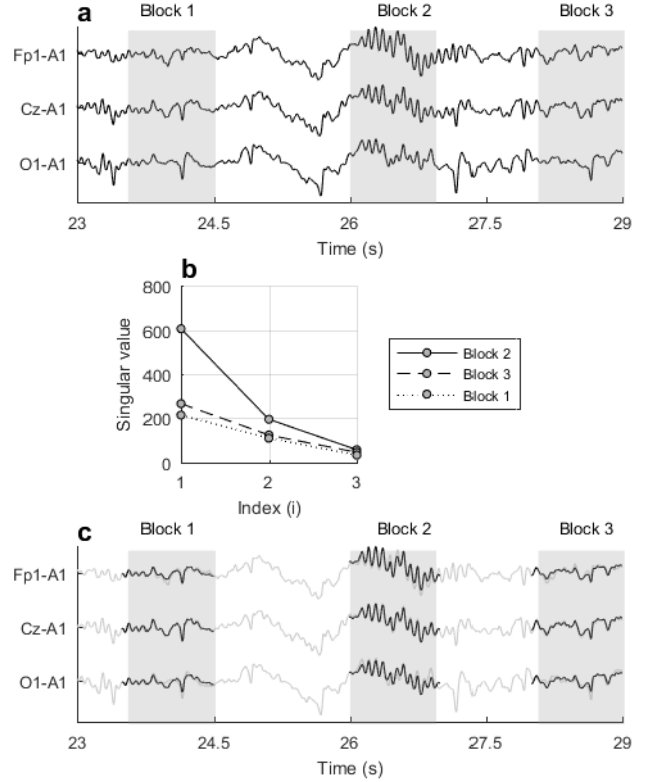 a
Block 1 Block 2 Block 3
Fp1-A1
Cz-A1
O1-A1
23 24.5 26 27.5 29
Time (s)
b
800
600
400
200
0
Singular value
1 2 3
Index (i)
Block 2
Block 3
Block 1
c
Block 1 Block 2 Block 3
Fp1-A1
Cz-A1
O1-A1
23 24.5 26 27.5 29
Time (s)